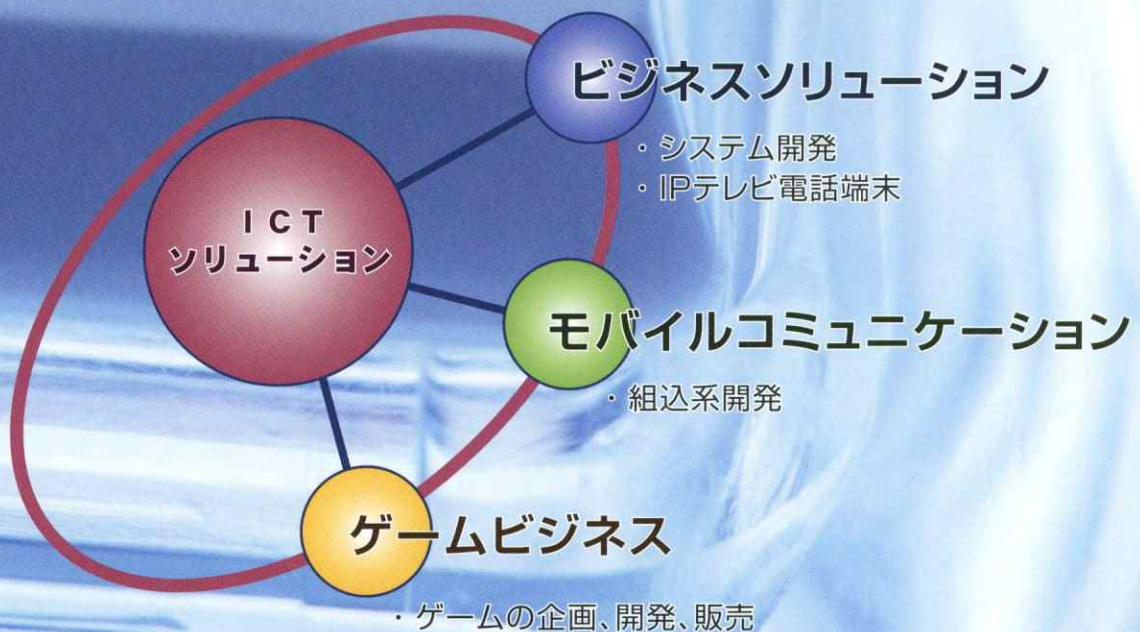 ICT
ソリューション
ビジネスソリューション
・システム開発
・IPテレビ電話端末
モバイルコミュニケーション
・組込系開発
ゲームビジネス
・ゲームの企画、開発、販売